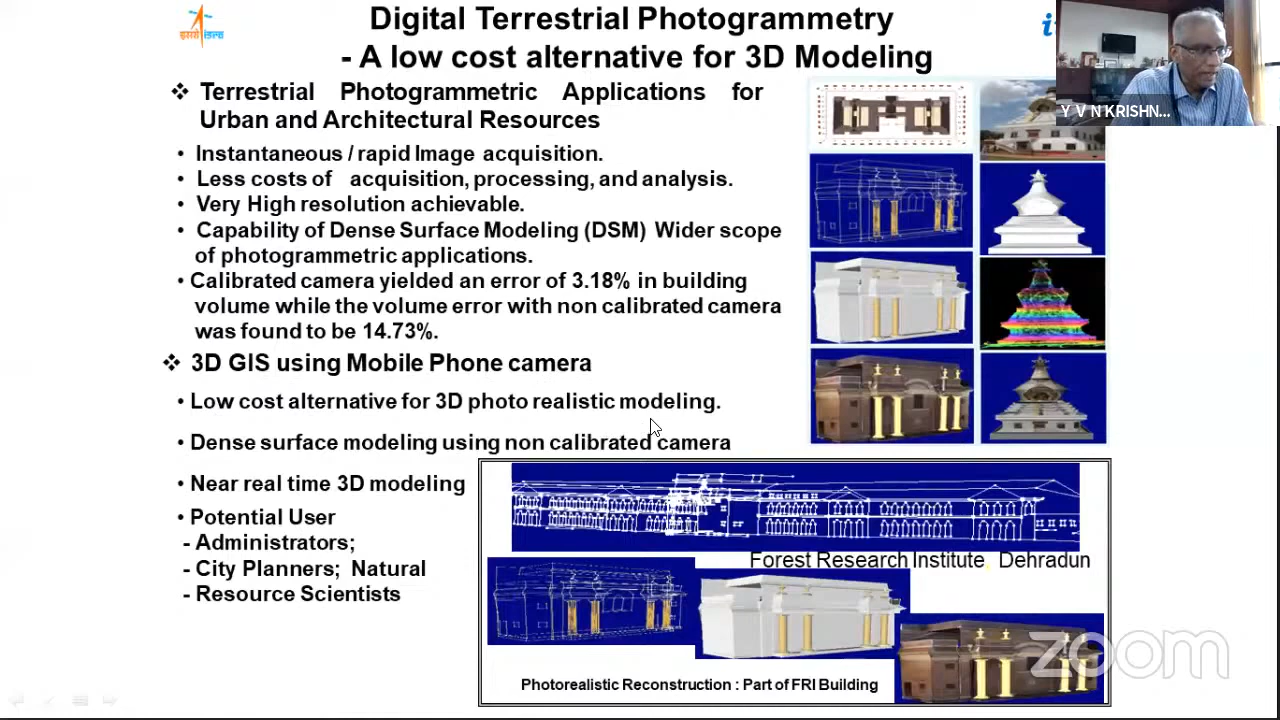 Digital Terrestrial Photogrammetry
- A low cost alternative for 3D Modeling
इसरो isro
Y V N KRISHN...
❖ Terrestrial Photogrammetric Applications for
Urban and Architectural Resources
• Instantaneous / rapid Image acquisition.
• Less costs of acquisition, processing, and analysis.
• Very High resolution achievable.
• Capability of Dense Surface Modeling (DSM) Wider scope
of photogrammetric applications.
• Calibrated camera yielded an error of 3.18% in building
volume while the volume error with non calibrated camera
was found to be 14.73%.
❖ 3D GIS using Mobile Phone camera
• Low cost alternative for 3D photo realistic modeling.
• Dense surface modeling using non calibrated camera
• Near real time 3D modeling
• Potential User
- Administrators;
- City Planners; Natural
- Resource Scientists
Forest Research Institute, Dehradun
Photorealistic Reconstruction : Part of FRI Building
zoom